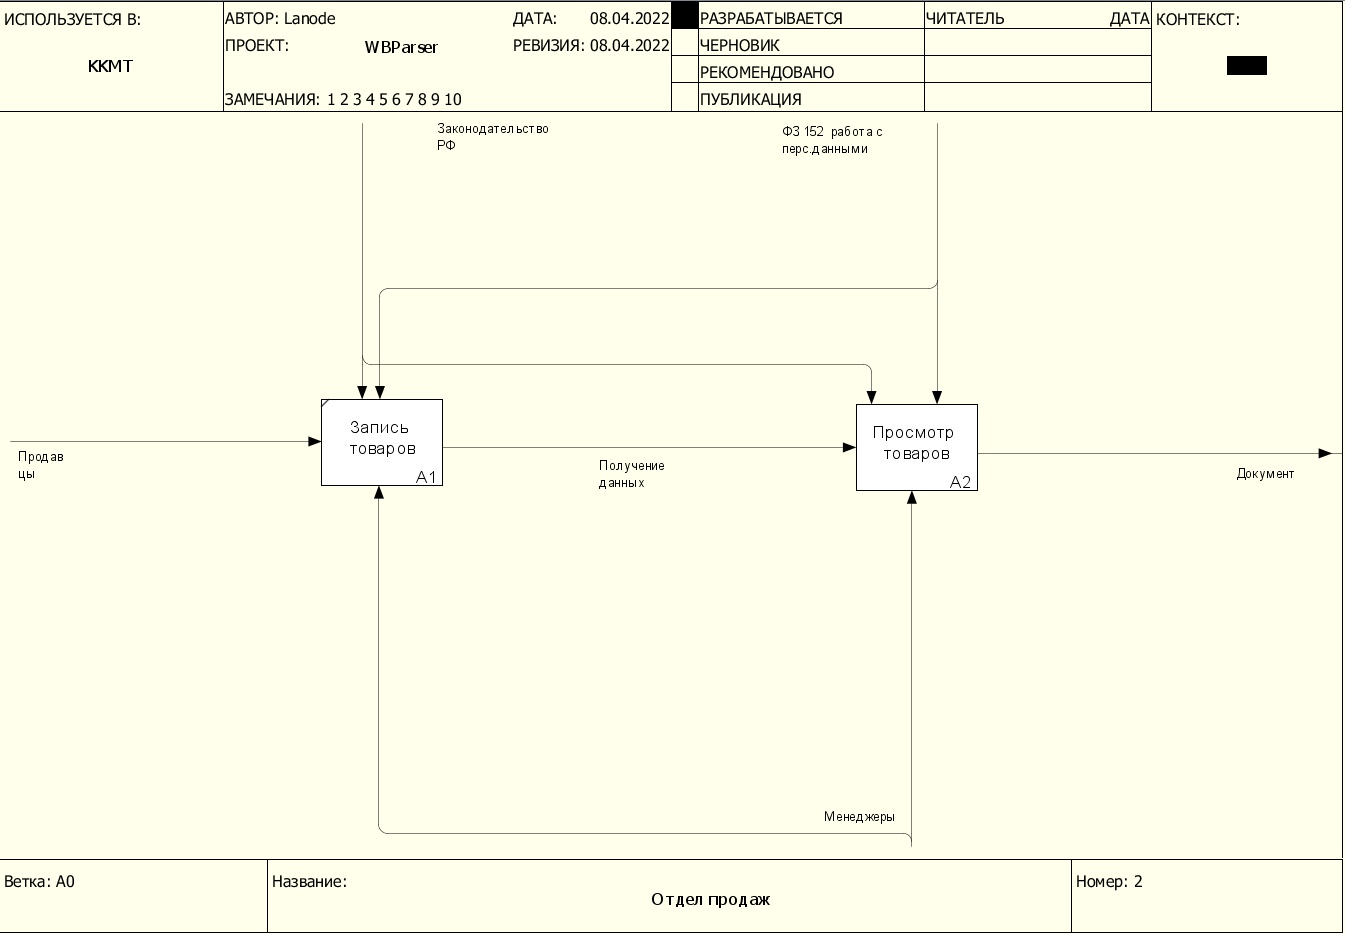 ИСПОЛЬЗУЕТСЯ В:
ККМТ
АВТОР: Lanode
ДАТА: 08.04.2022
ПРОЕКТ: WBParser
РЕВИЗИЯ: 08.04.2022
ЗАМЕЧАНИЯ: 1 2 3 4 5 6 7 8 9 10
РАЗРАБАТЫВАЕТСЯ
ЧЕРНОВИК
РЕКОМЕНДОВАНО
ПУБЛИКАЦИЯ
ЧИТАТЕЛЬ ДАТА
КОНТЕКСТ:
Законодательство
РФ
ФЗ 152 работа с
перс.данными
Продав
цы
Запись
товаров
A1
Получение
данных
Просмотр
товаров
A2
Документ
Менеджеры
Ветка: A0
Название:
Отдел продаж
Номер: 2